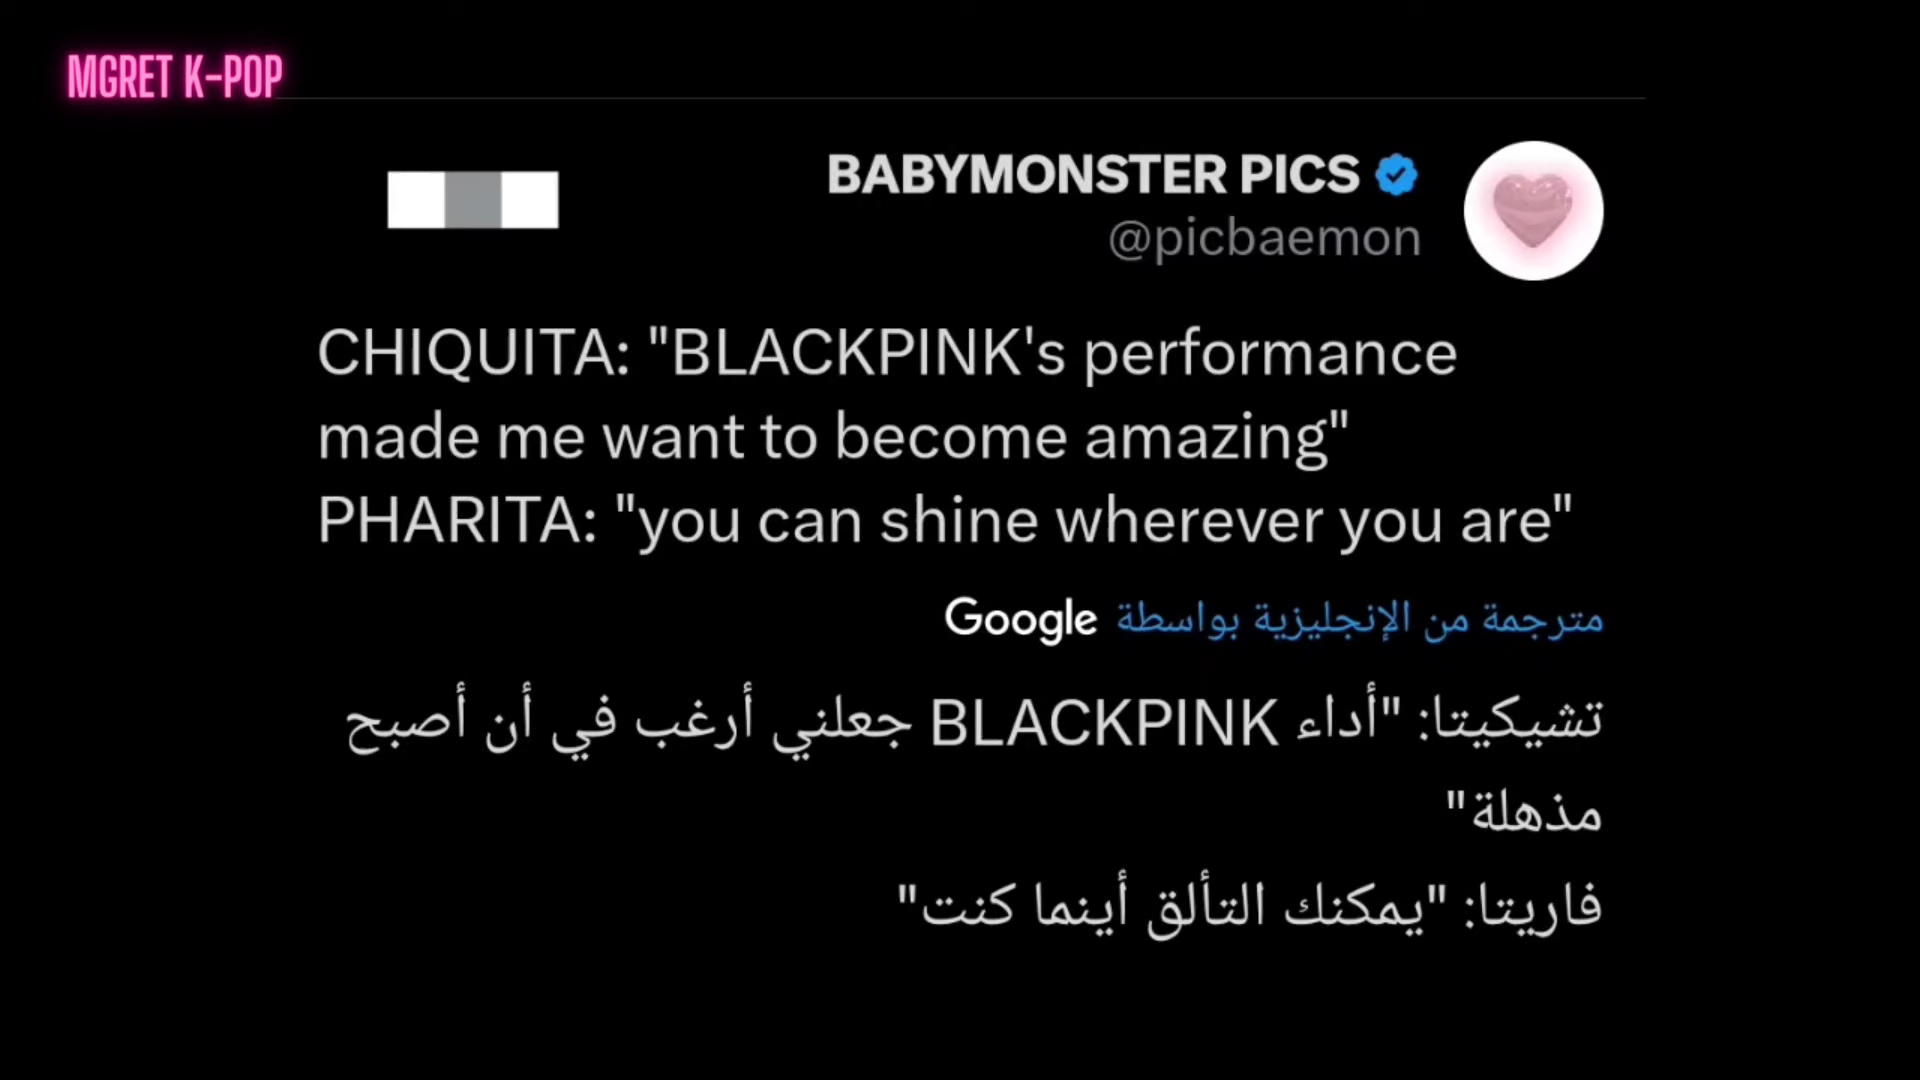 MGRET K-POP
BABYMONSTER PICS
@picbaemon
CHIQUITA: "BLACKPINK's performance
made me want to become amazing"
PHARITA: "you can shine wherever you are"
مترجمة من الإنجليزية بواسطة Google
تشيكيتا: "أداء BLACKPINK جعلني أرغب في أن أصبح
مذهلة"
فاريتا: "يمكنك التألق أينما كنت"